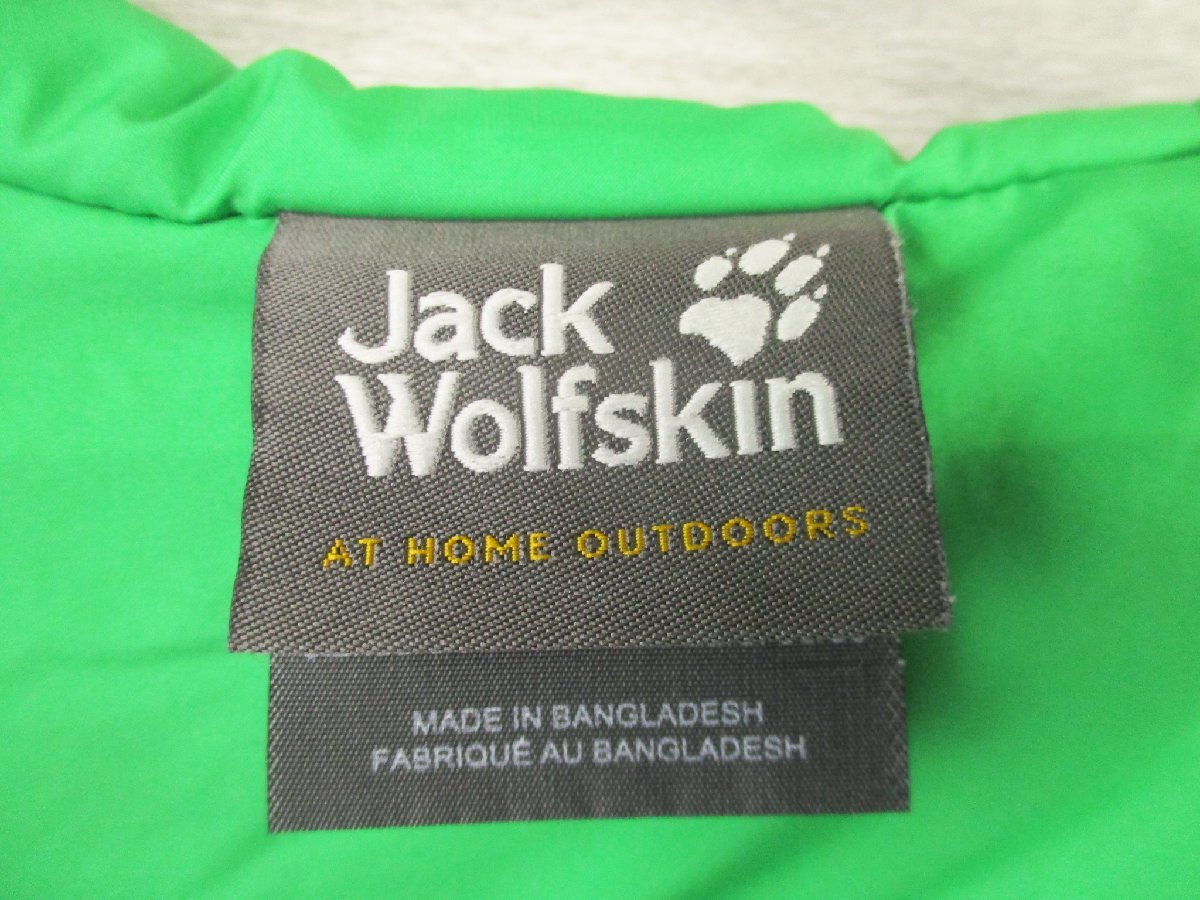 Jack
Wolfskin
AT HOME OUTDOORS
MADE IN BANGLADESH
FABRIQUÉ AU BANGLADESH